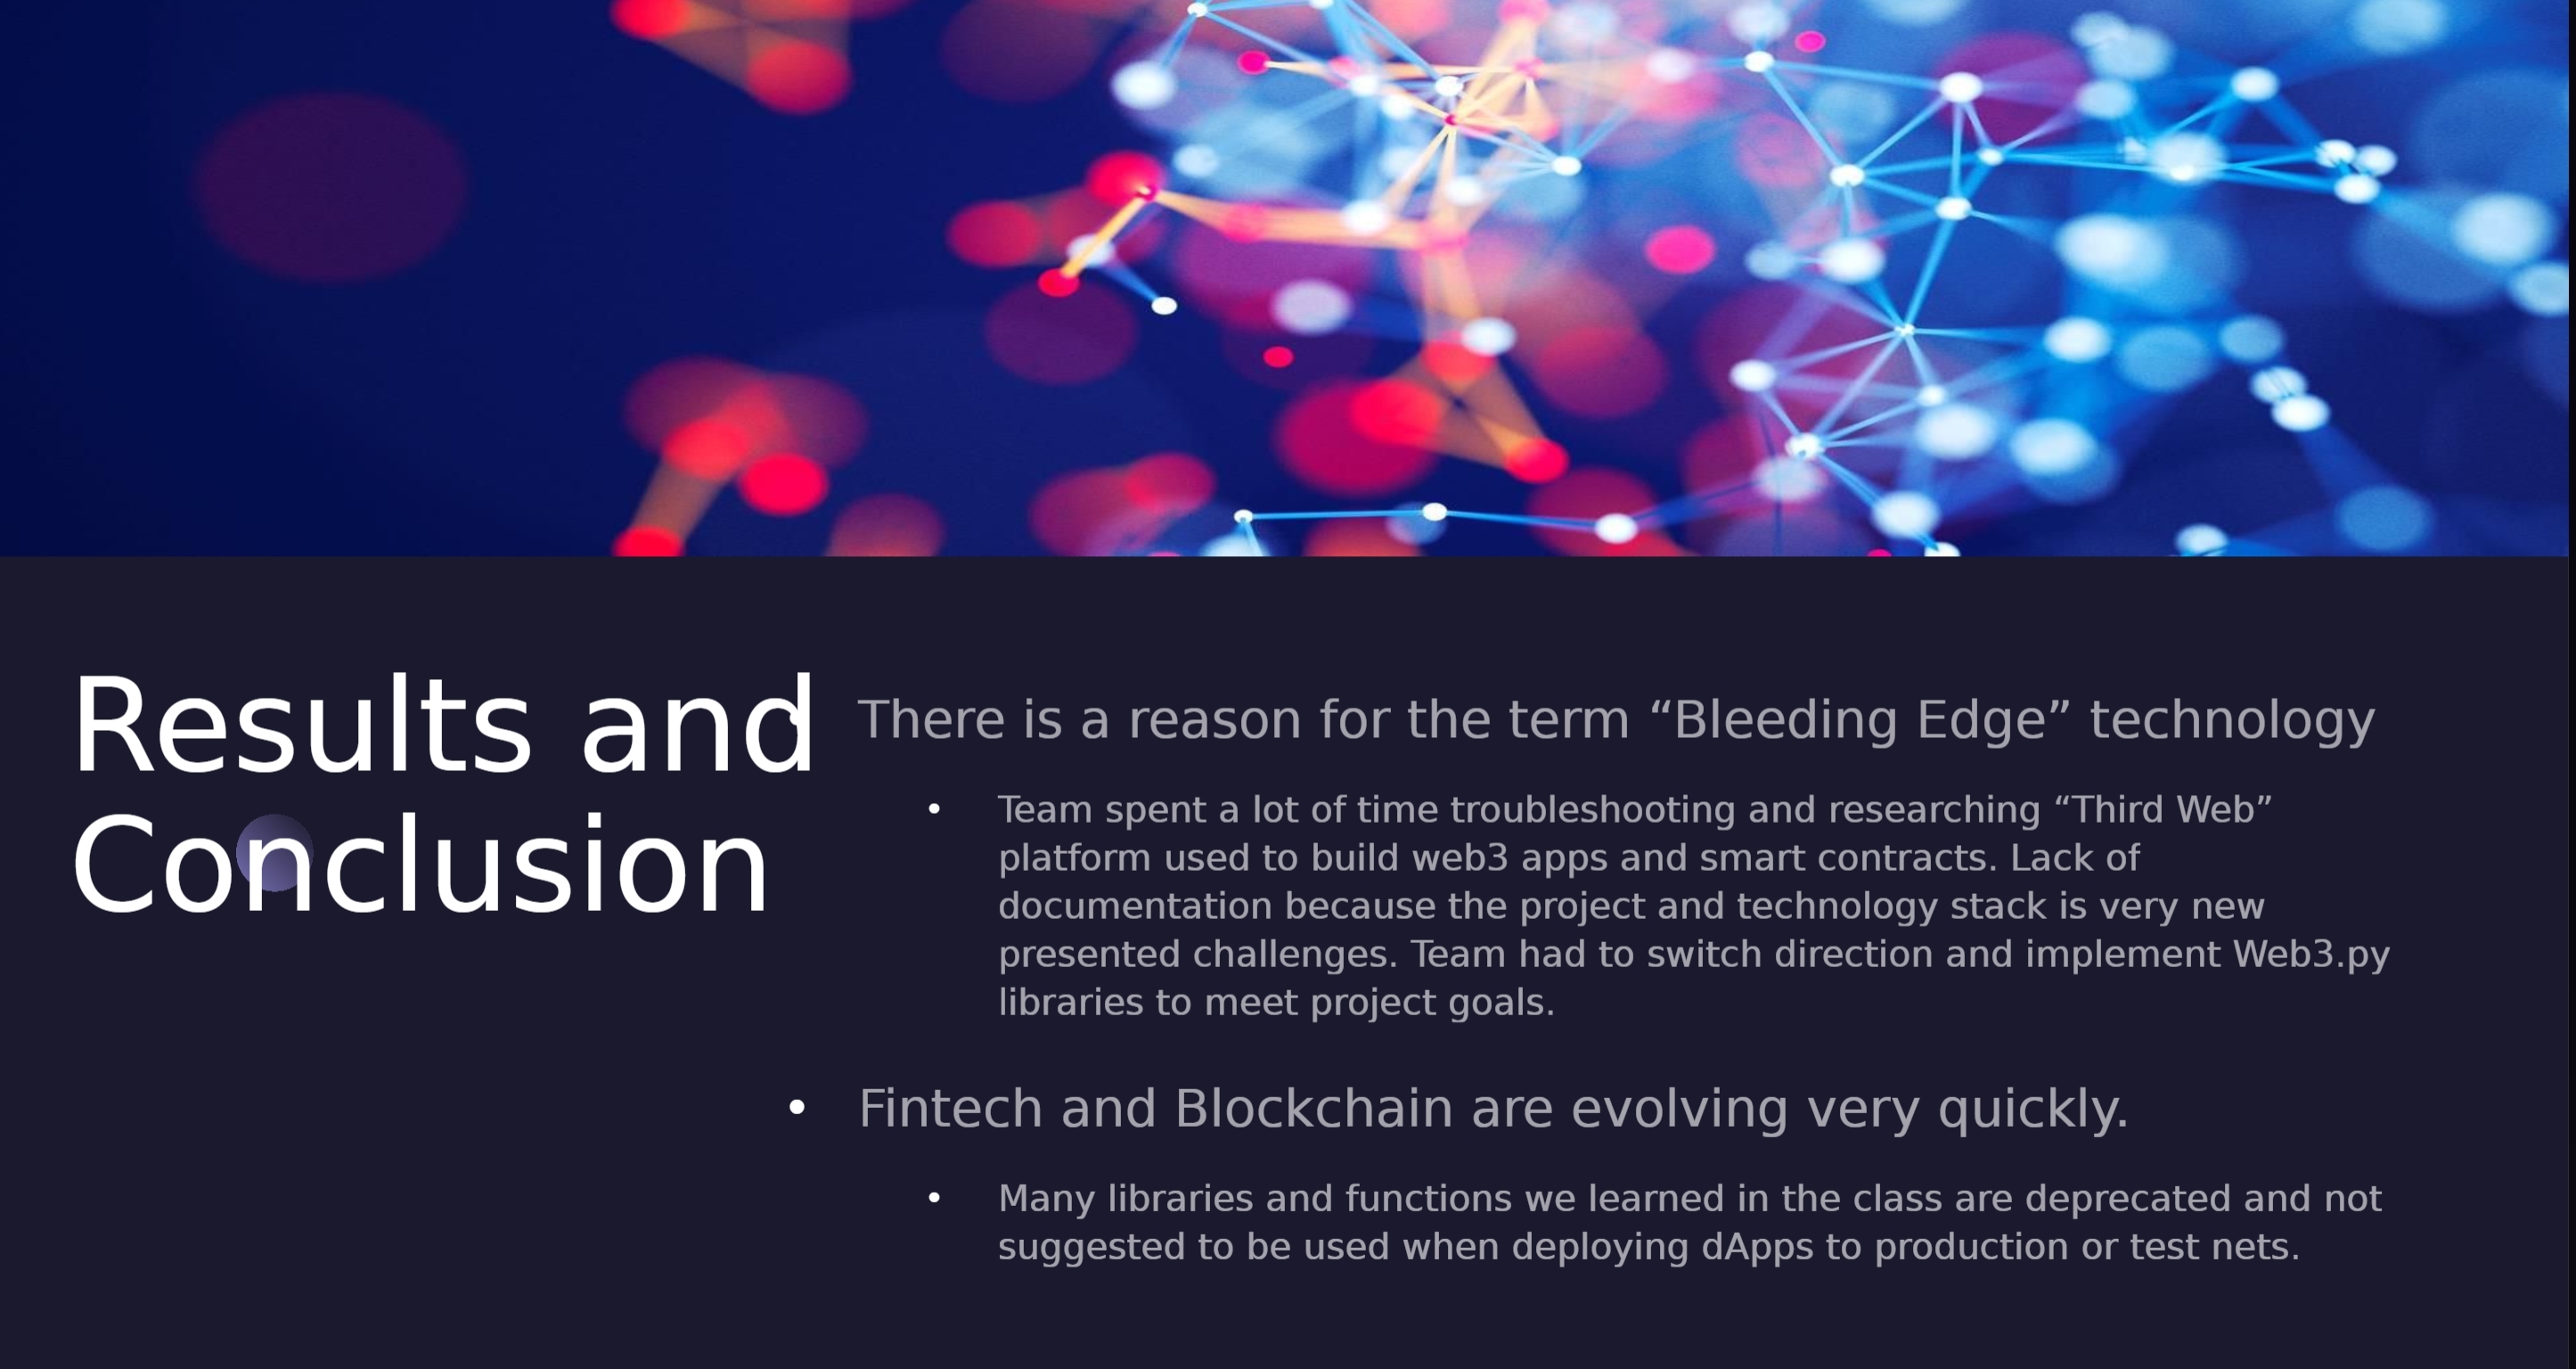 Results and
Conclusion
• There is a reason for the term “Bleeding Edge” technology
• Team spent a lot of time troubleshooting and researching “Third Web”
platform used to build web3 apps and smart contracts. Lack of
documentation because the project and technology stack is very new
presented challenges. Team had to switch direction and implement Web3.py
libraries to meet project goals.
• Fintech and Blockchain are evolving very quickly.
• Many libraries and functions we learned in the class are deprecated and not
suggested to be used when deploying dApps to production or test nets.